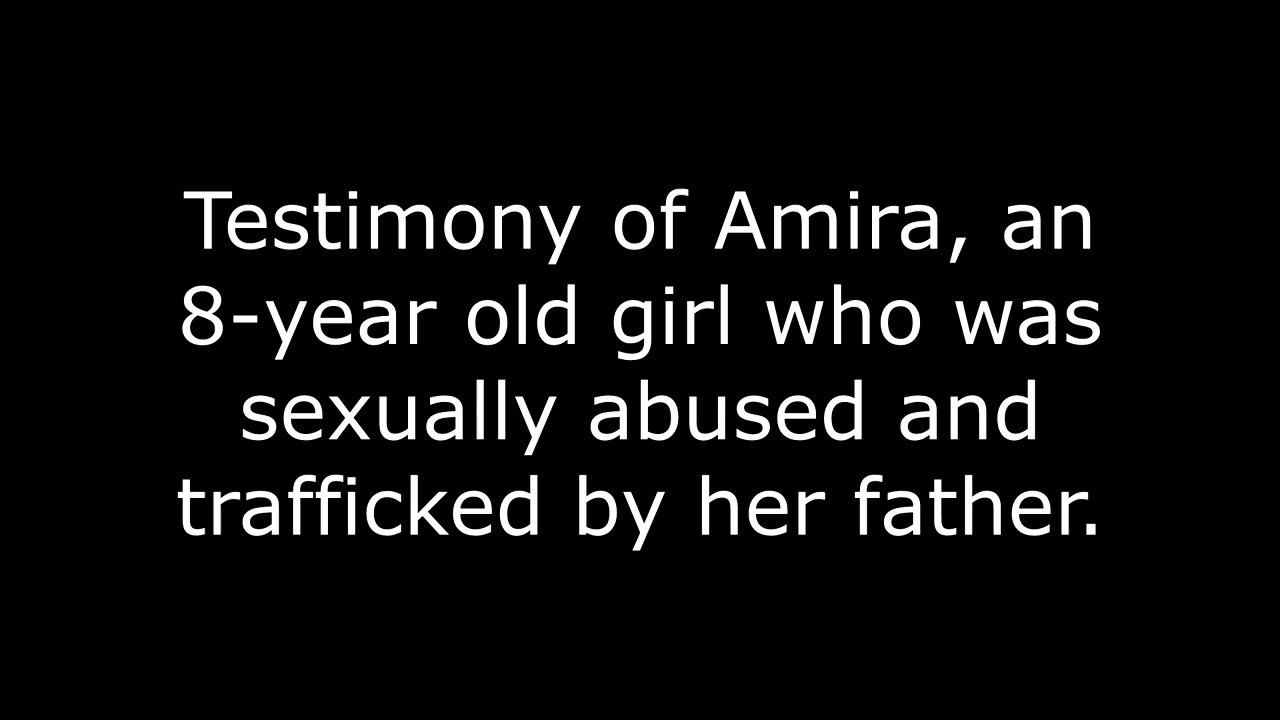 Testimony of Amira, an
8-year old girl who was
sexually abused and
trafficked by her father.